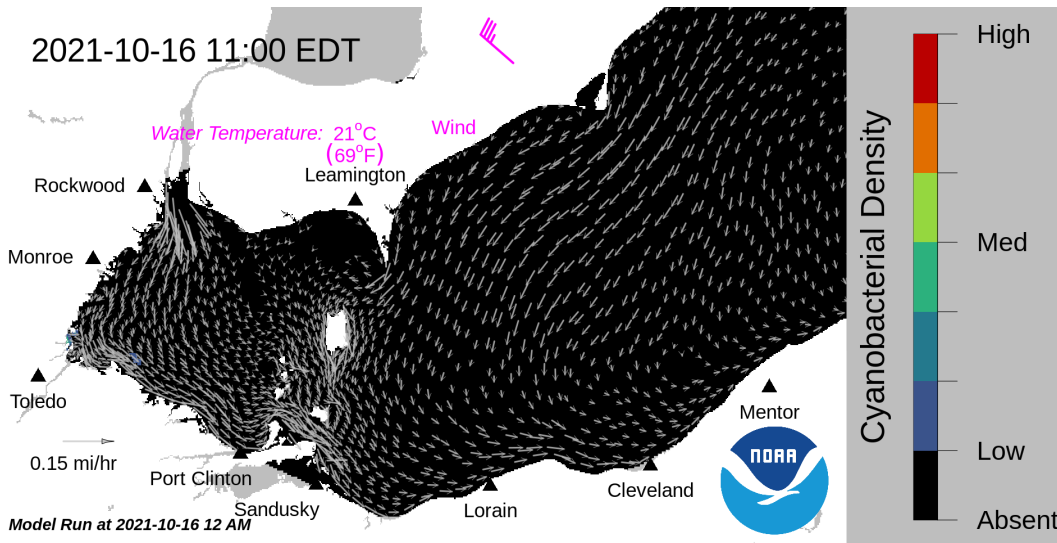 2021-10-16 11:00 EDT
Water Temperature: 21°C
(69°F)
Wind
Leamington
Rockwood
Monroe
Toledo
0.15 mi/hr
Port Clinton
Sandusky
Lorain
Cleveland
Mentor
NOAA
Model Run at 2021-10-16 12 AM
Cyanobacterial Density
High
Med
Low
Absent